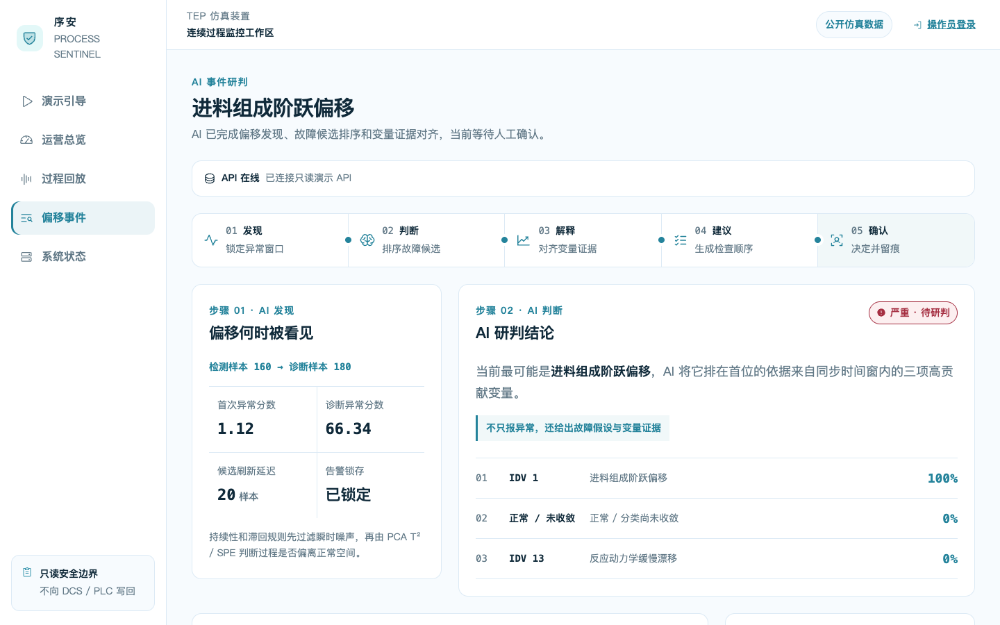 序安
PROCESS
SENTINEL
演示引导
运营总览
过程回放
偏移事件
系统状态
只读安全边界
不向 DCS / PLC 写回
TEP 仿真装置
连续过程监控工作区
公开仿真数据
操作员登录
AI 事件研判
进料组成阶跃偏移
AI 已完成偏移发现、故障候选排序和变量证据对齐，当前等待人工确认。
API 在线 已连接只读演示 API
01 发现
锁定异常窗口
02 判断
排序故障候选
03 解释
对齐变量证据
04 建议
生成检查顺序
05 确认
决定并留痕
步骤 01 · AI 发现
偏移何时被看见
检测样本 160 → 诊断样本 180
首次异常分数
1.12
诊断异常分数
66.34
候选刷新延迟
20 样本
告警锁存
已锁定
持续性和滞回规则先过滤瞬时噪声，再由 PCA T²
/ SPE 判断过程是否偏离正常空间。
步骤 02 · AI 判断
AI 研判结论
严重 · 待研判
当前最可能是进料组成阶跃偏移，AI 将它排在首位的依据来自同步时间窗内的三项高贡
献变量。
不只报异常，还给出故障假设与变量证据
01 IDV 1 进料组成阶跃偏移 100%
02 正常 / 未收敛 正常 / 分类尚未收敛 0%
03 IDV 13 反应动力学缓慢漂移 0%